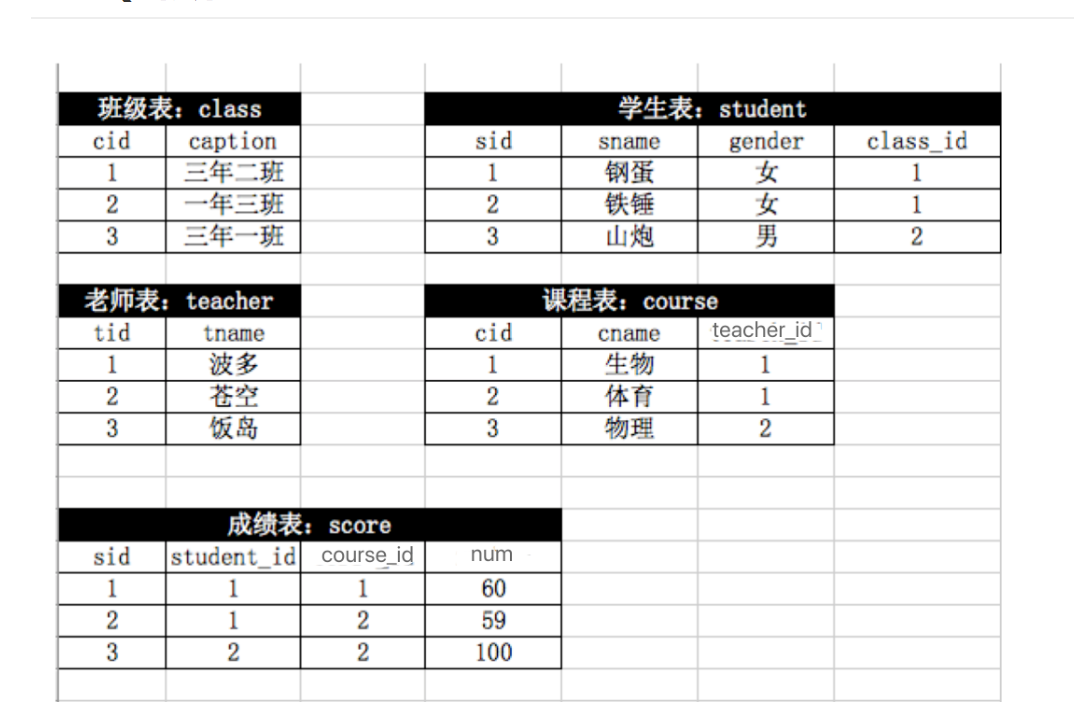 班级表：class
cid caption
1 三年二班
2 一年三班
3 三年一班
学生表：student
sid sname gender class_id
1 钢蛋 女 1
2 铁锤 女 1
3 山炮 男 2
老师表：teacher
tid tname
1 波多
2 苍空
3 饭岛
课程表：course
cid cname teacher_id
1 生物 1
2 体育 1
3 物理 2
成绩表：score
sid student_id course_id num
1 1 1 60
2 1 2 59
3 2 2 100